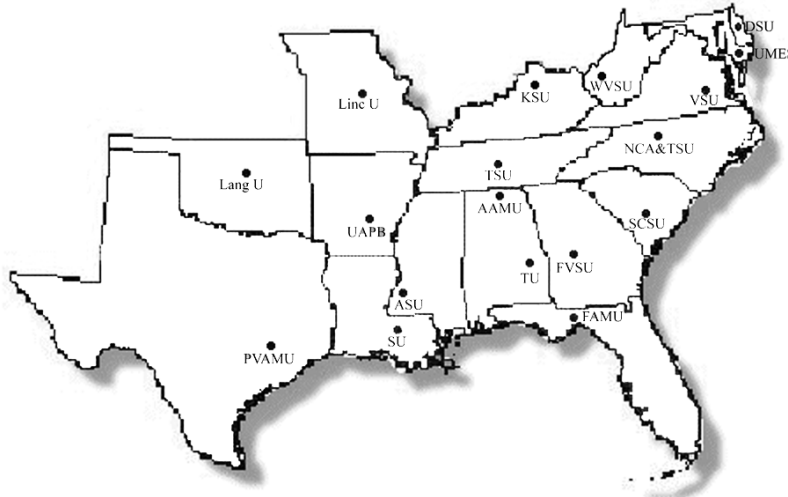 DSU
UMES
Linc U
KSU
WVSU
VSU
NCA&TSU
TSU
Lang U
AAMU
UAPB
SCSU
TU
FVSU
ASU
FAMU
SU
PVAMU